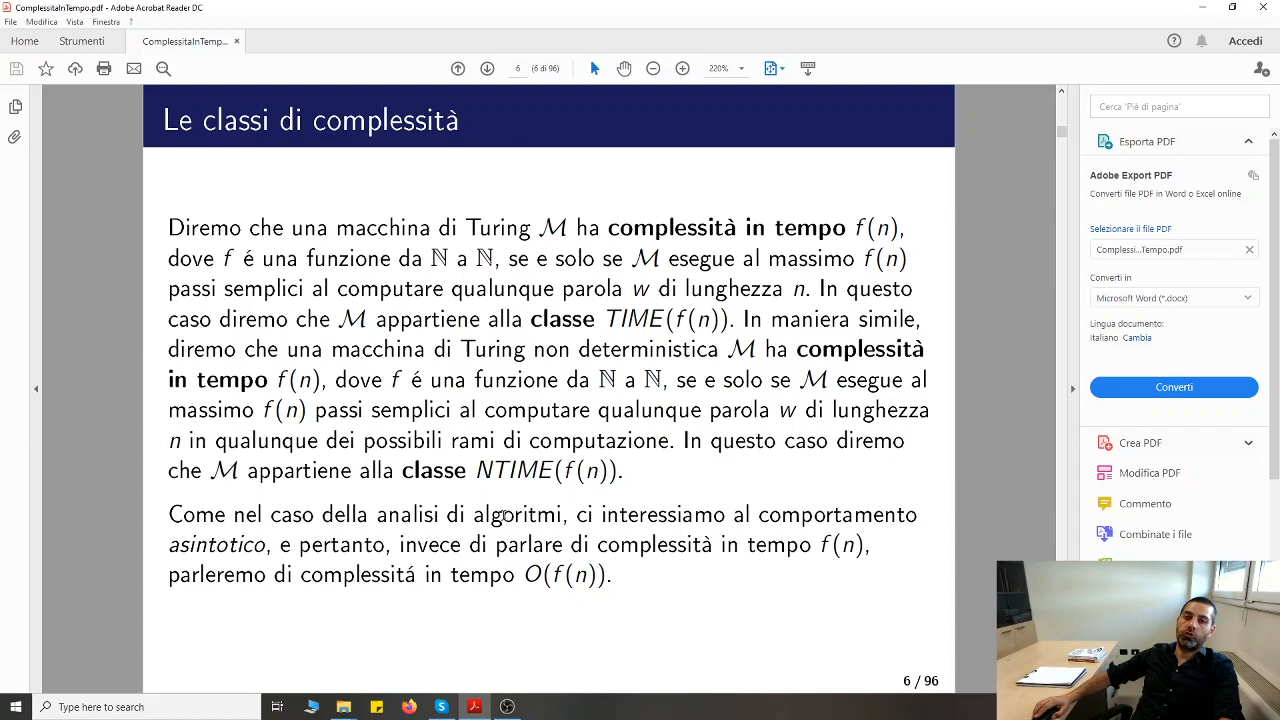 ComplessitaInTempo.pdf - Adobe Acrobat Reader DC
File Modifica Vista Finestra ?
Home Strumenti ComplessitaInTemp... × Accedi
6 (6 di 96) 220%
Le classi di complessità
Diremo che una macchina di Turing ℳ ha complessità in tempo f(n),
dove f é una funzione da ℕ a ℕ, se e solo se ℳ esegue al massimo f(n)
passi semplici al computare qualunque parola w di lunghezza n. In questo
caso diremo che ℳ appartiene alla classe TIME(f(n)). In maniera simile,
diremo che una macchina di Turing non deterministica ℳ ha complessità
in tempo f(n), dove f é una funzione da ℕ a ℕ, se e solo se ℳ esegue al
massimo f(n) passi semplici al computare qualunque parola w di lunghezza
n in qualunque dei possibili rami di computazione. In questo caso diremo
che ℳ appartiene alla classe NTIME(f(n)).
Come nel caso della analisi di algoritmi, ci interessiamo al comportamento
asintotico, e pertanto, invece di parlare di complessità in tempo f(n),
parleremo di complessità in tempo O(f(n)).
6 / 96
Cerca 'Piè di pagina'
Esporta PDF
Adobe Export PDF
Converti file PDF in Word o Excel online.
Selezionare il file PDF
Complessi...Tempo.pdf
Converti in
Microsoft Word (*.docx)
Lingua documento:
Italiano Cambia
Converti
Crea PDF
Modifica PDF
Commento
Combina i file
Type here to search